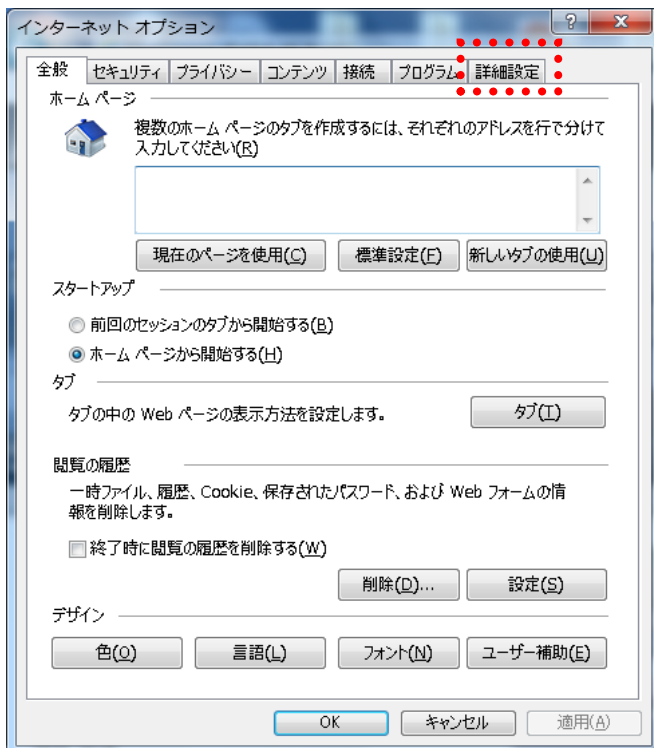 インターネット オプション
全般 セキュリティ プライバシー コンテンツ 接続 プログラム 詳細設定
ホーム ページ
複数のホーム ページのタブを作成するには、それぞれのアドレスを行で分けて
入力してください(R)
現在のページを使用(C) 標準設定(F) 新しいタブの使用(U)
スタートアップ
前回のセッションのタブから開始する(B)
ホーム ページから開始する(H)
タブ
タブの中の Web ページの表示方法を設定します。 タブ(T)
閲覧の履歴
一時ファイル、履歴、Cookie、保存されたパスワード、および Web フォームの情
報を削除します。
終了時に閲覧の履歴を削除する(W)
削除(D)... 設定(S)
デザイン
色(O) 言語(L) フォント(N) ユーザー補助(E)
OK キャンセル 適用(A)